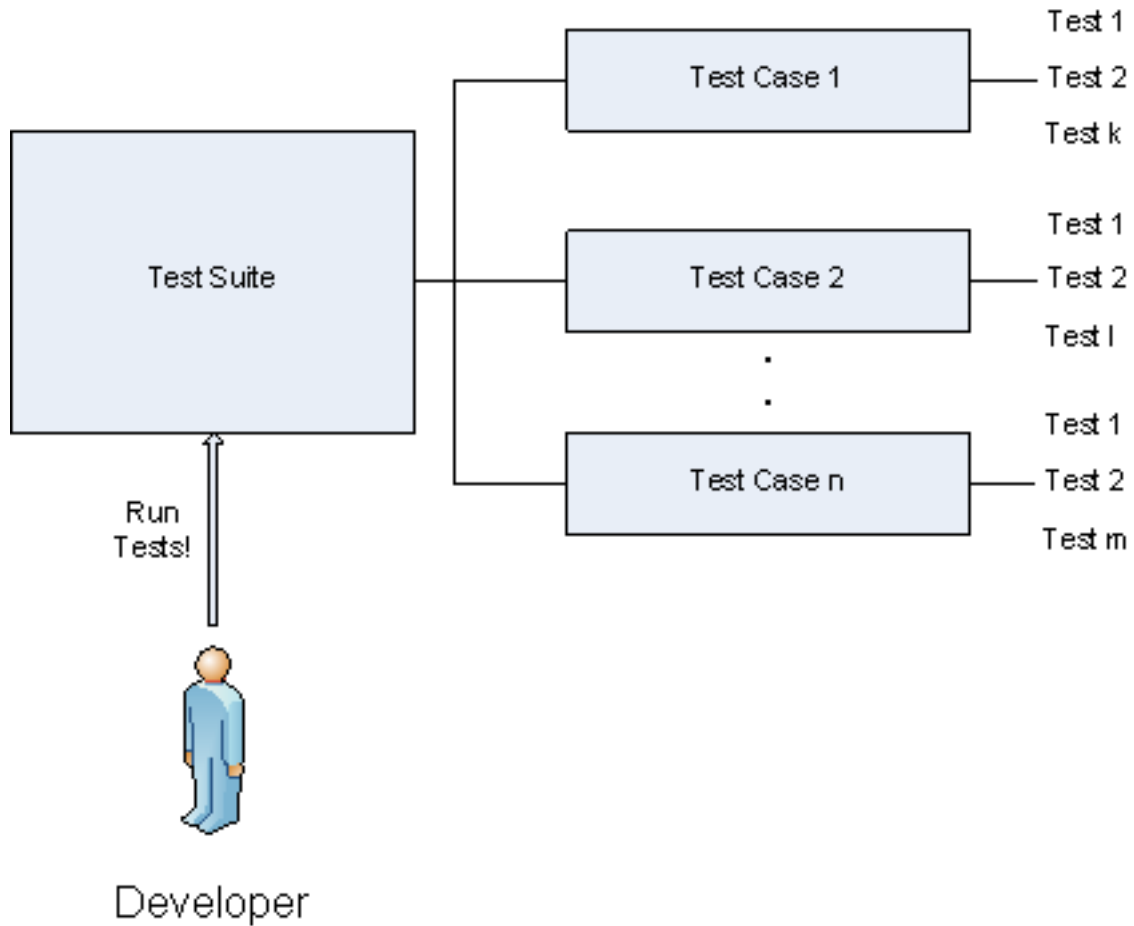 Test Suite
Run
Tests!
Developer
Test Case 1
Test 1
Test 2
Test k
Test Case 2
Test 1
Test 2
Test l
.
.
Test Case n
Test 1
Test 2
Test m